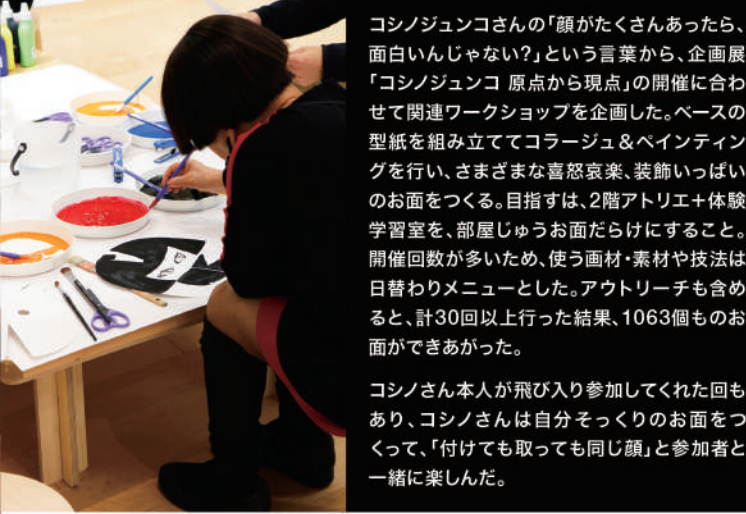 コシノジュンコさんの「顔がたくさんあったら、
面白いんじゃない?」という言葉から、企画展
「コシノジュンコ 原点から現点」の開催に合わ
せて関連ワークショップを企画した。ベースの
型紙を組み立ててコラージュ&ペインティン
グを行い、さまざまな喜怒哀楽、装飾いっぱい
のお面をつくる。目指すは、2階アトリエ+体験
学習室を、部屋じゅうお面だらけにすること。
開催回数が多いため、使う画材・素材や技法は
日替わりメニューとした。アウトリーチも含め
ると、計30回以上行った結果、1063個ものお
面ができあがった。
コシノさん本人が飛び入り参加してくれた回も
あり、コシノさんは自分そっくりのお面をつ
くって、「付けても取っても同じ顔」と参加者と
一緒に楽しんだ。